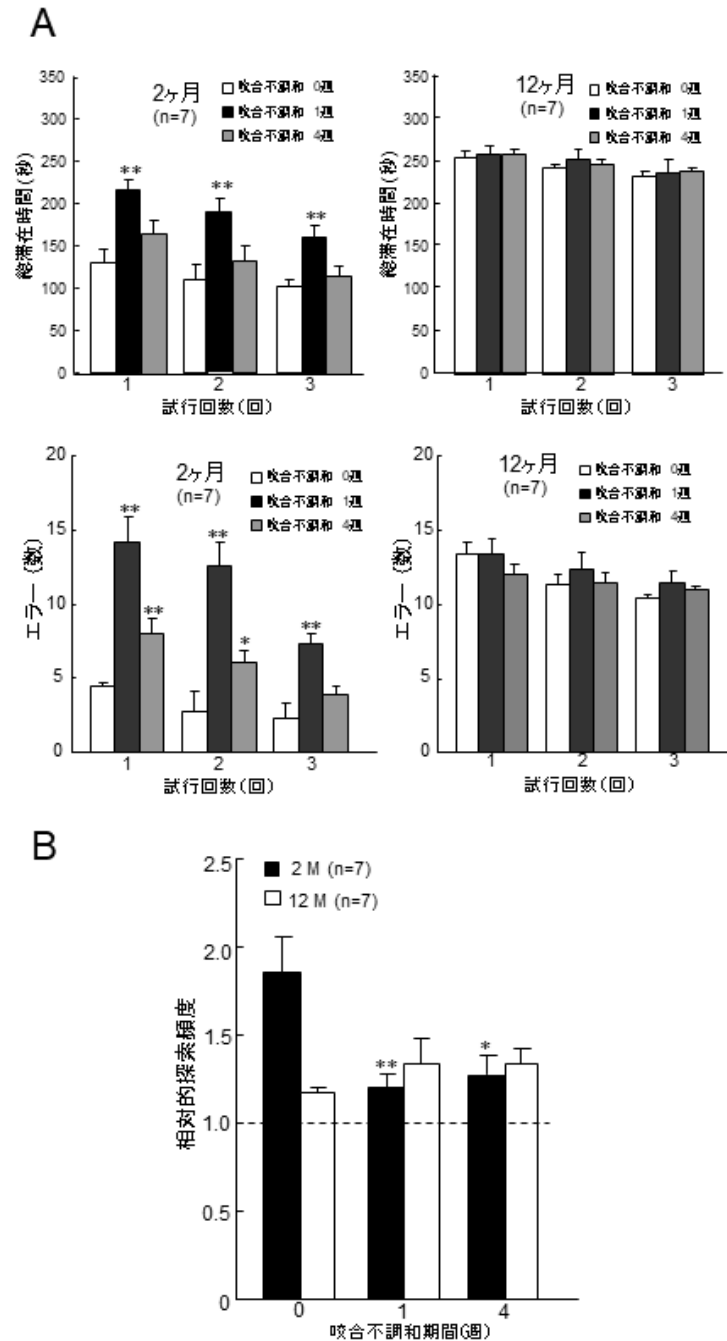 A
2ヶ月
(n=7)
咬合不調和 0週
咬合不調和 1週
咬合不調和 4週
総滞在時間(秒)
350
300
250
200
150
100
50
0
**
**
**
1
2
3
試行回数(回)
12ヶ月
(n=7)
咬合不調和 0週
咬合不調和 1週
咬合不調和 4週
総滞在時間(秒)
350
300
250
200
150
100
50
0
1
2
3
試行回数(回)
2ヶ月
(n=7)
咬合不調和 0週
咬合不調和 1週
咬合不調和 4週
エラー(数)
20
15
10
5
0
**
**
**
*
**
1
2
3
試行回数(回)
12ヶ月
(n=7)
咬合不調和 0週
咬合不調和 1週
咬合不調和 4週
エラー(数)
20
15
10
5
0
1
2
3
試行回数(回)
B
2 M (n=7)
12 M (n=7)
相対的探索頻度
2.5
2.0
1.5
1.0
0.5
0
**
*
0
1
4
咬合不調和期間(週)